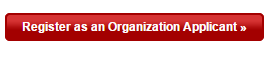 Register as an Organization Applicant »